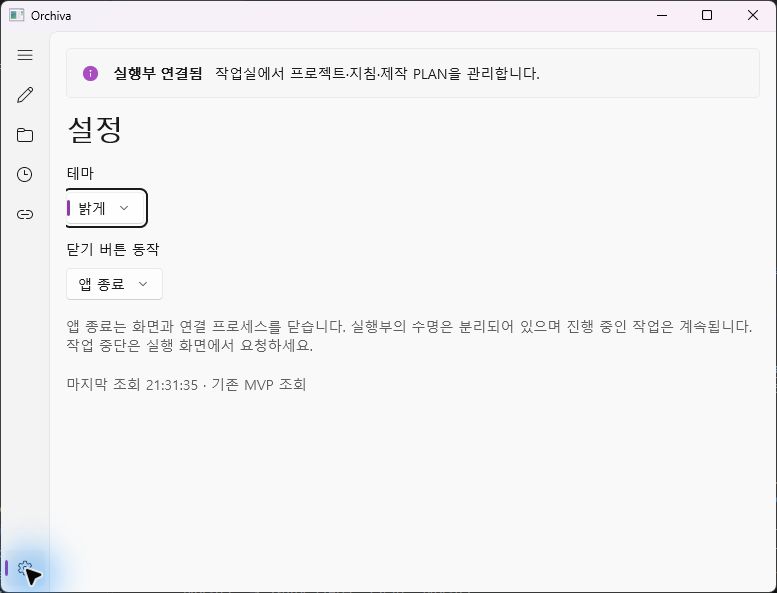 Orchiva
실행부 연결됨 작업실에서 프로젝트·지침·제작 PLAN을 관리합니다.
설정
테마
밝게
닫기 버튼 동작
앱 종료
앱 종료는 화면과 연결 프로세스를 닫습니다. 실행부의 수명은 분리되어 있으며 진행 중인 작업은 계속됩니다.
작업 중단은 실행 화면에서 요청하세요.
마지막 조회 21:31:35 · 기존 MVP 조회